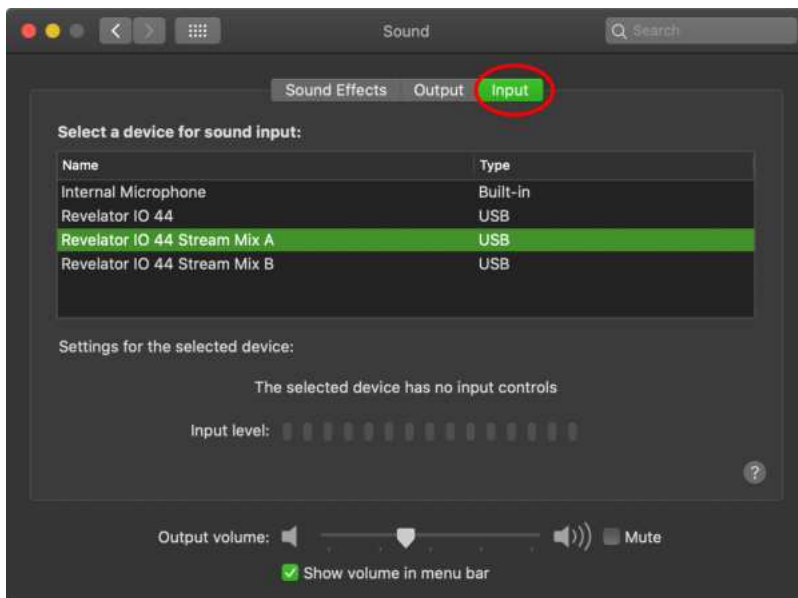 Sound
Search
Sound Effects Output Input
Select a device for sound input:
Name Type
Internal Microphone Built-in
Revelator IO 44 USB
Revelator IO 44 Stream Mix A USB
Revelator IO 44 Stream Mix B USB
Settings for the selected device:
The selected device has no input controls
Input level:
?
Output volume: Mute
Show volume in menu bar